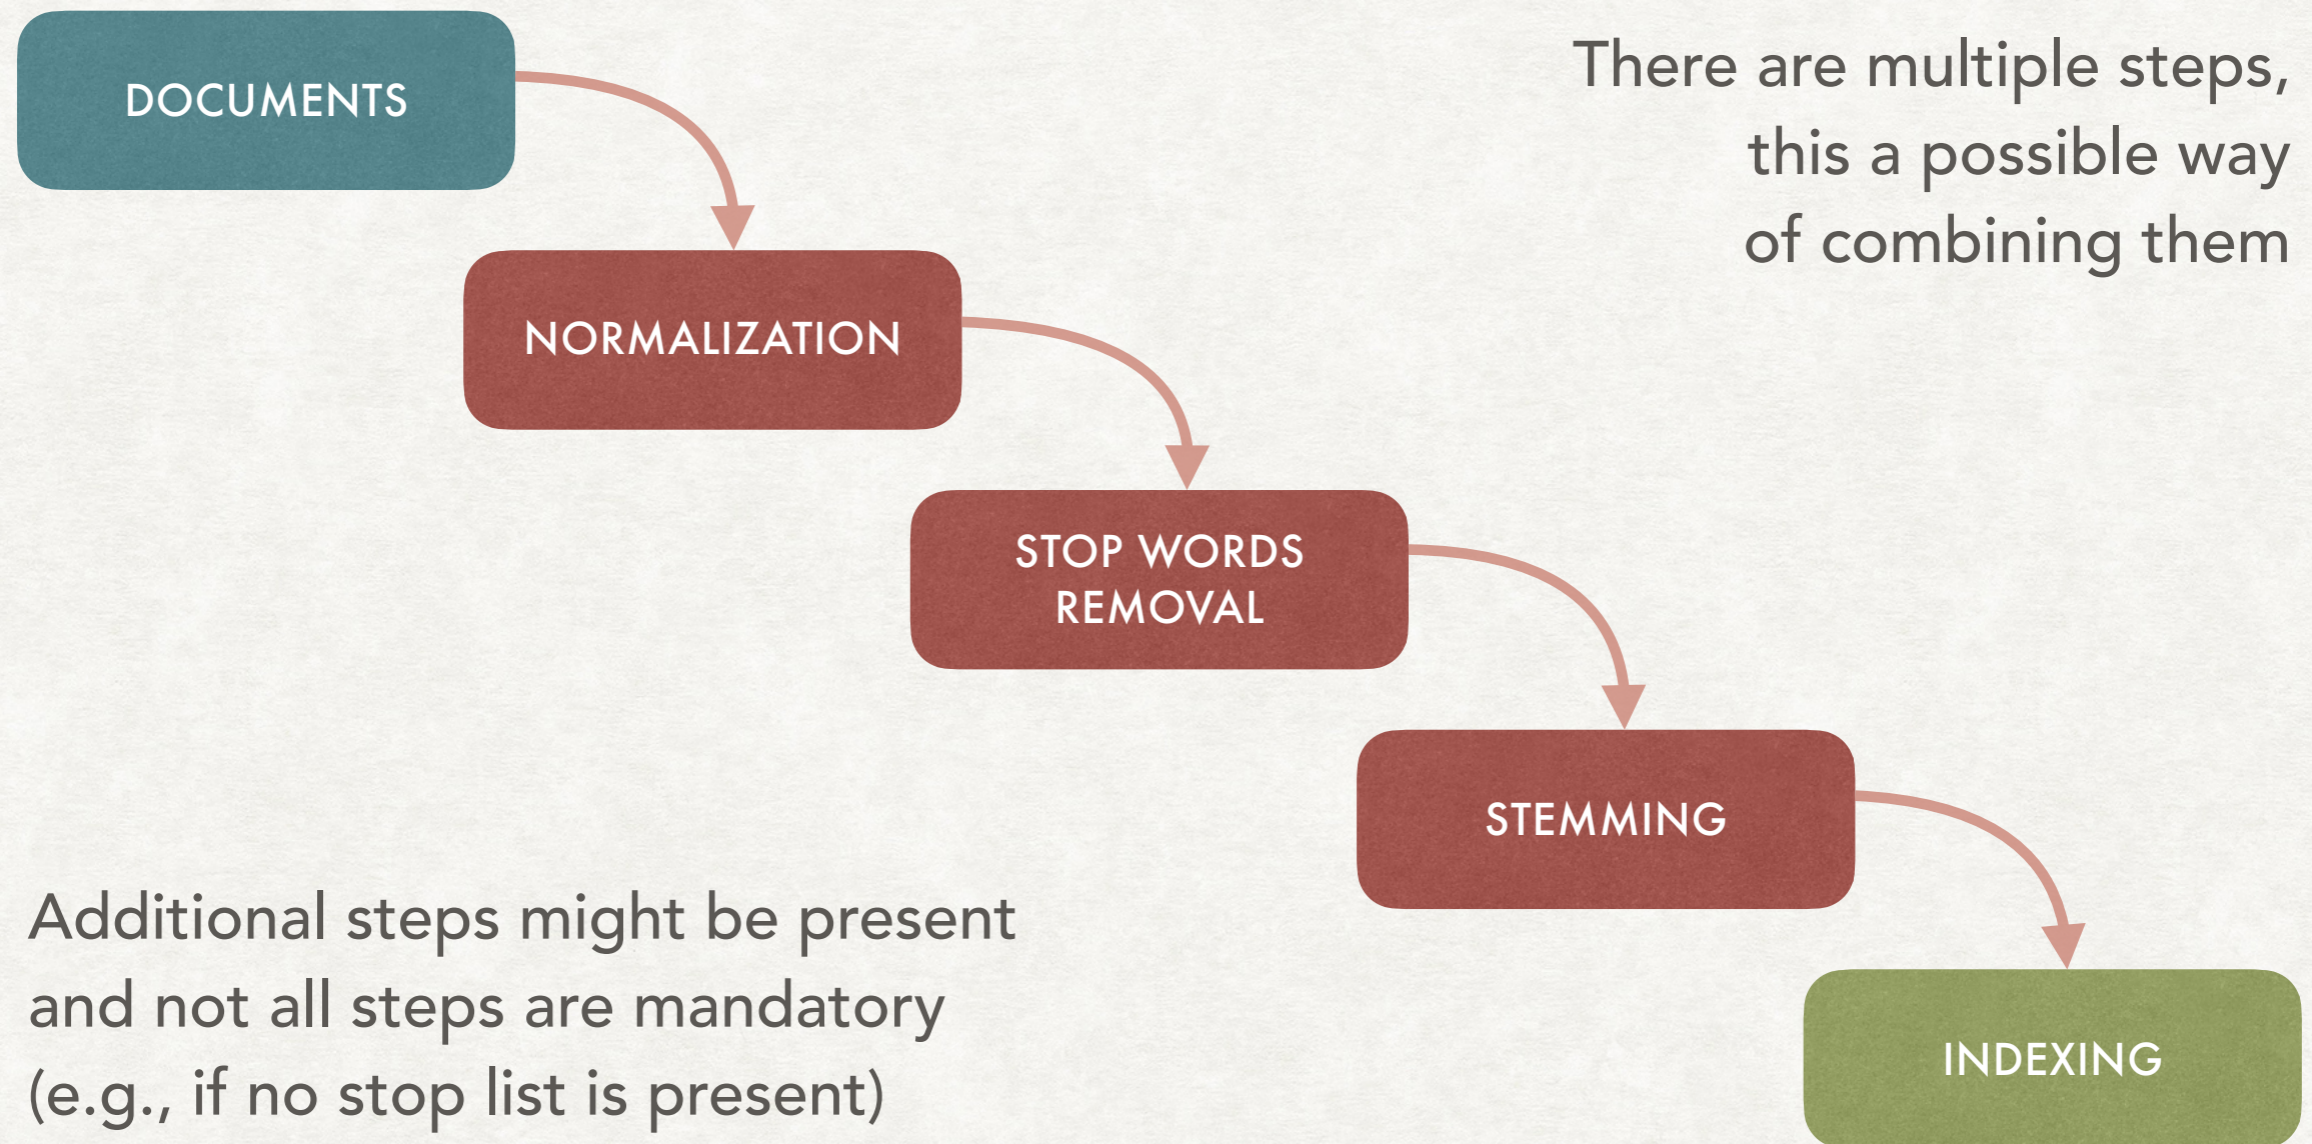 DOCUMENTS
There are multiple steps,
this a possible way
of combining them
NORMALIZATION
STOP WORDS
REMOVAL
STEMMING
Additional steps might be present
and not all steps are mandatory
(e.g., if no stop list is present)
INDEXING